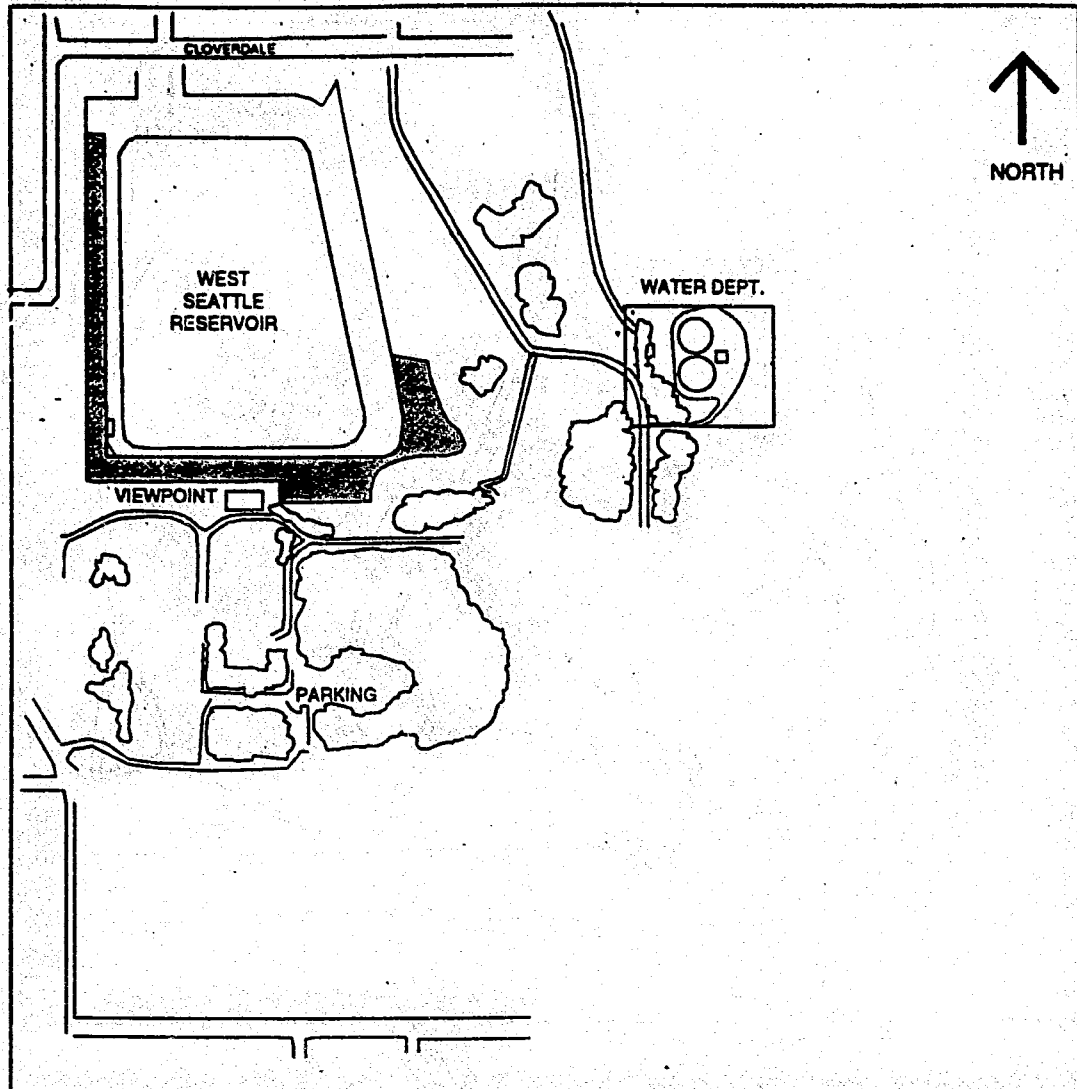 CLOVERDALE
NORTH
WEST
SEATTLE
RESERVOIR
WATER DEPT.
VIEWPOINT
PARKING